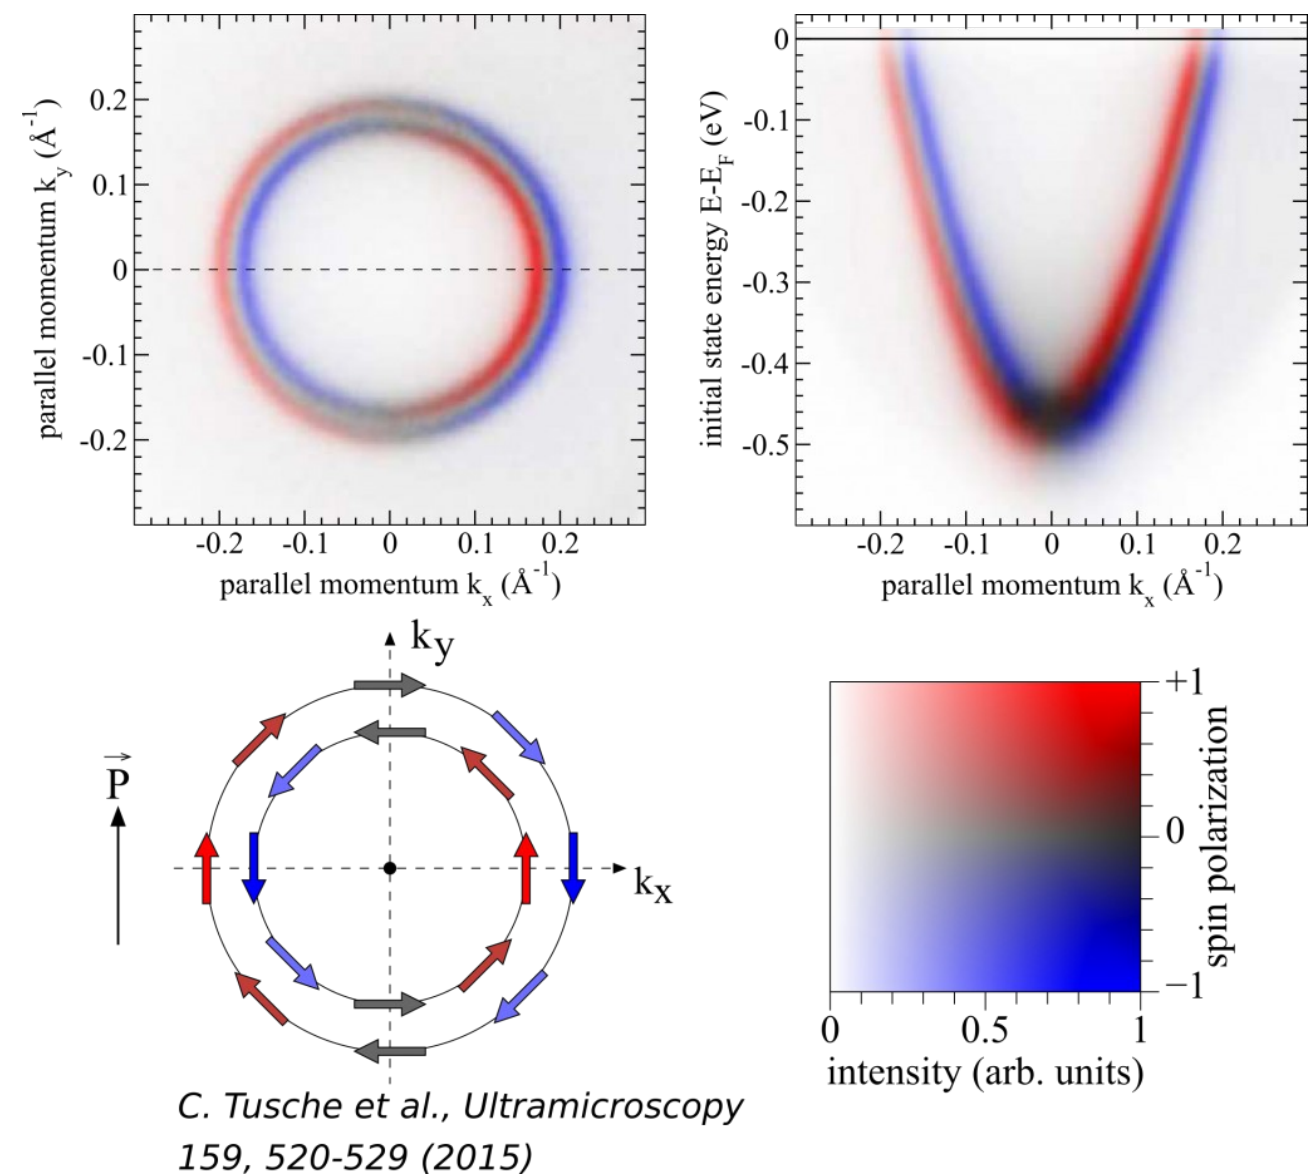 0.2
0.1
0
-0.1
-0.2
parallel momentum k_y (Å^-1)
-0.2 -0.1 0 0.1 0.2
parallel momentum k_x (Å^-1)
0
-0.1
-0.2
-0.3
-0.4
-0.5
initial state energy E-E_F (eV)
-0.2 -0.1 0 0.1 0.2
parallel momentum k_x (Å^-1)
k_y
P
k_x
+1
0
−1
spin polarization
0 0.5 1
intensity (arb. units)
C. Tusche et al., Ultramicroscopy
159, 520-529 (2015)